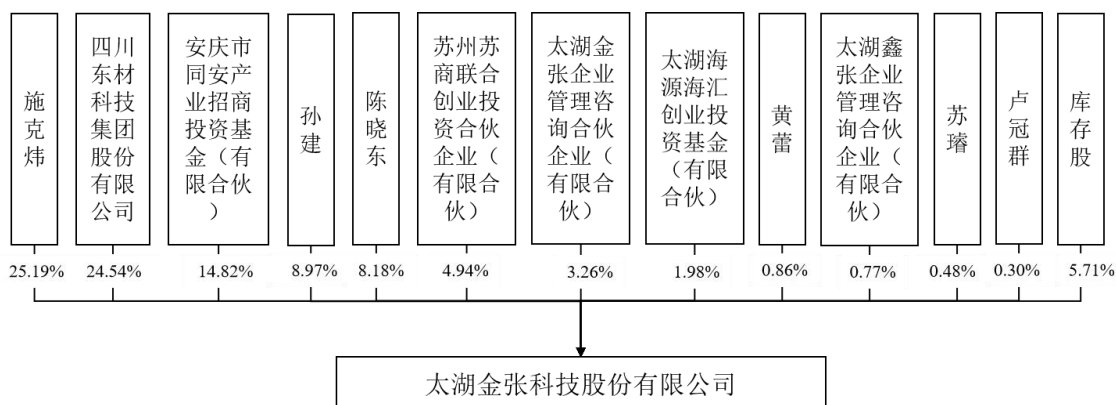 施
克
炜
四川
东材
科技
集团
股份
有限
公司
安庆市
同安产
业招商
投资基
金（有
限合伙
）
孙
建
陈
晓
东
苏州苏
商联合
创业投
资合伙
企业（
有限合
伙）
太湖金
张企业
管理咨
询合伙
企业（
有限合
伙）
太湖海
源海汇
创业投
资基金
（有限
合伙）
黄
蕾
太湖鑫
张企业
管理咨
询合伙
企业（
有限合
伙）
苏
璿
卢
冠
群
库
存
股
25.19%
24.54%
14.82%
8.97%
8.18%
4.94%
3.26%
1.98%
0.86%
0.77%
0.48%
0.30%
5.71%
太湖金张科技股份有限公司